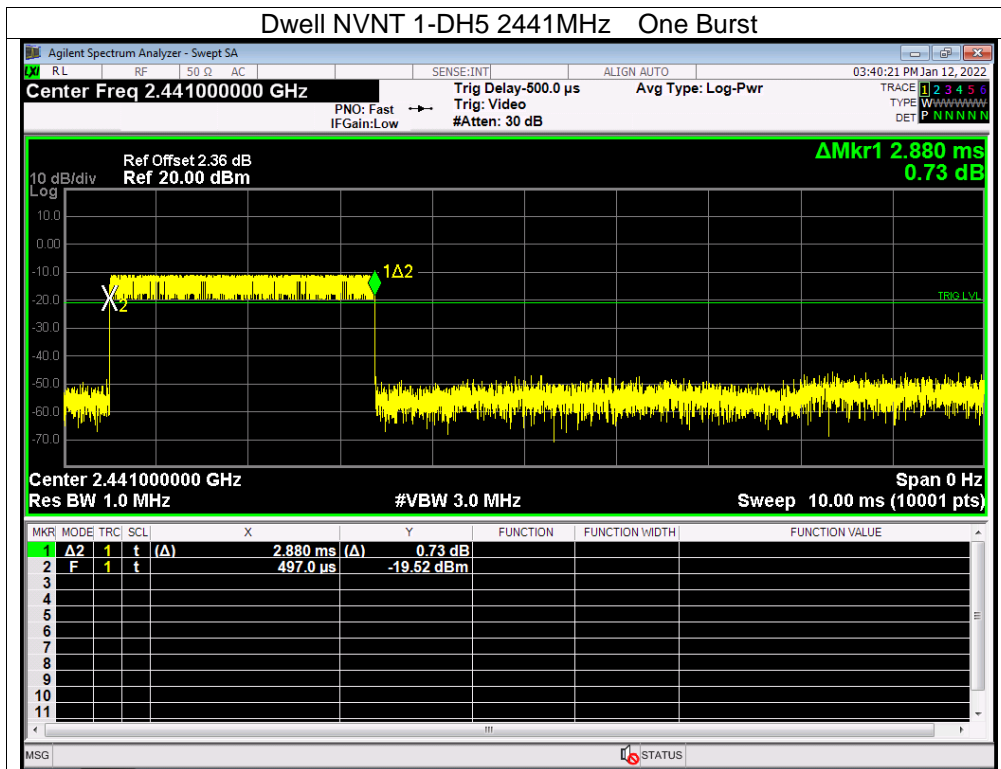 Dwell NVNT 1-DH5 2441MHz One Burst
Agilent Spectrum Analyzer - Swept SA
LXI RL RF 50 Ω AC SENSE:INT ALIGN AUTO 03:40:21 PM Jan 12, 2022
Center Freq 2.441000000 GHz Trig Delay-500.0 µs Avg Type: Log-Pwr TRACE 1 2 3 4 5 6
PNO: Fast Trig: Video TYPE WWWWWW
IFGain:Low #Atten: 30 dB DET P N N N N N
Ref Offset 2.36 dB ΔMkr1 2.880 ms
10 dB/div Ref 20.00 dBm 0.73 dB
Log
10.0
0.00
-10.0
1Δ2
-20.0
2
TRIG LVL
-30.0
-40.0
-50.0
-60.0
-70.0
Center 2.441000000 GHz Span 0 Hz
Res BW 1.0 MHz #VBW 3.0 MHz Sweep 10.00 ms (10001 pts)
MKR MODE TRC SCL X Y FUNCTION FUNCTION WIDTH FUNCTION VALUE
1 Δ2 1 t (Δ) 2.880 ms (Δ) 0.73 dB
2 F 1 t 497.0 µs -19.52 dBm
3
4
5
6
7
8
9
10
11
MSG STATUS